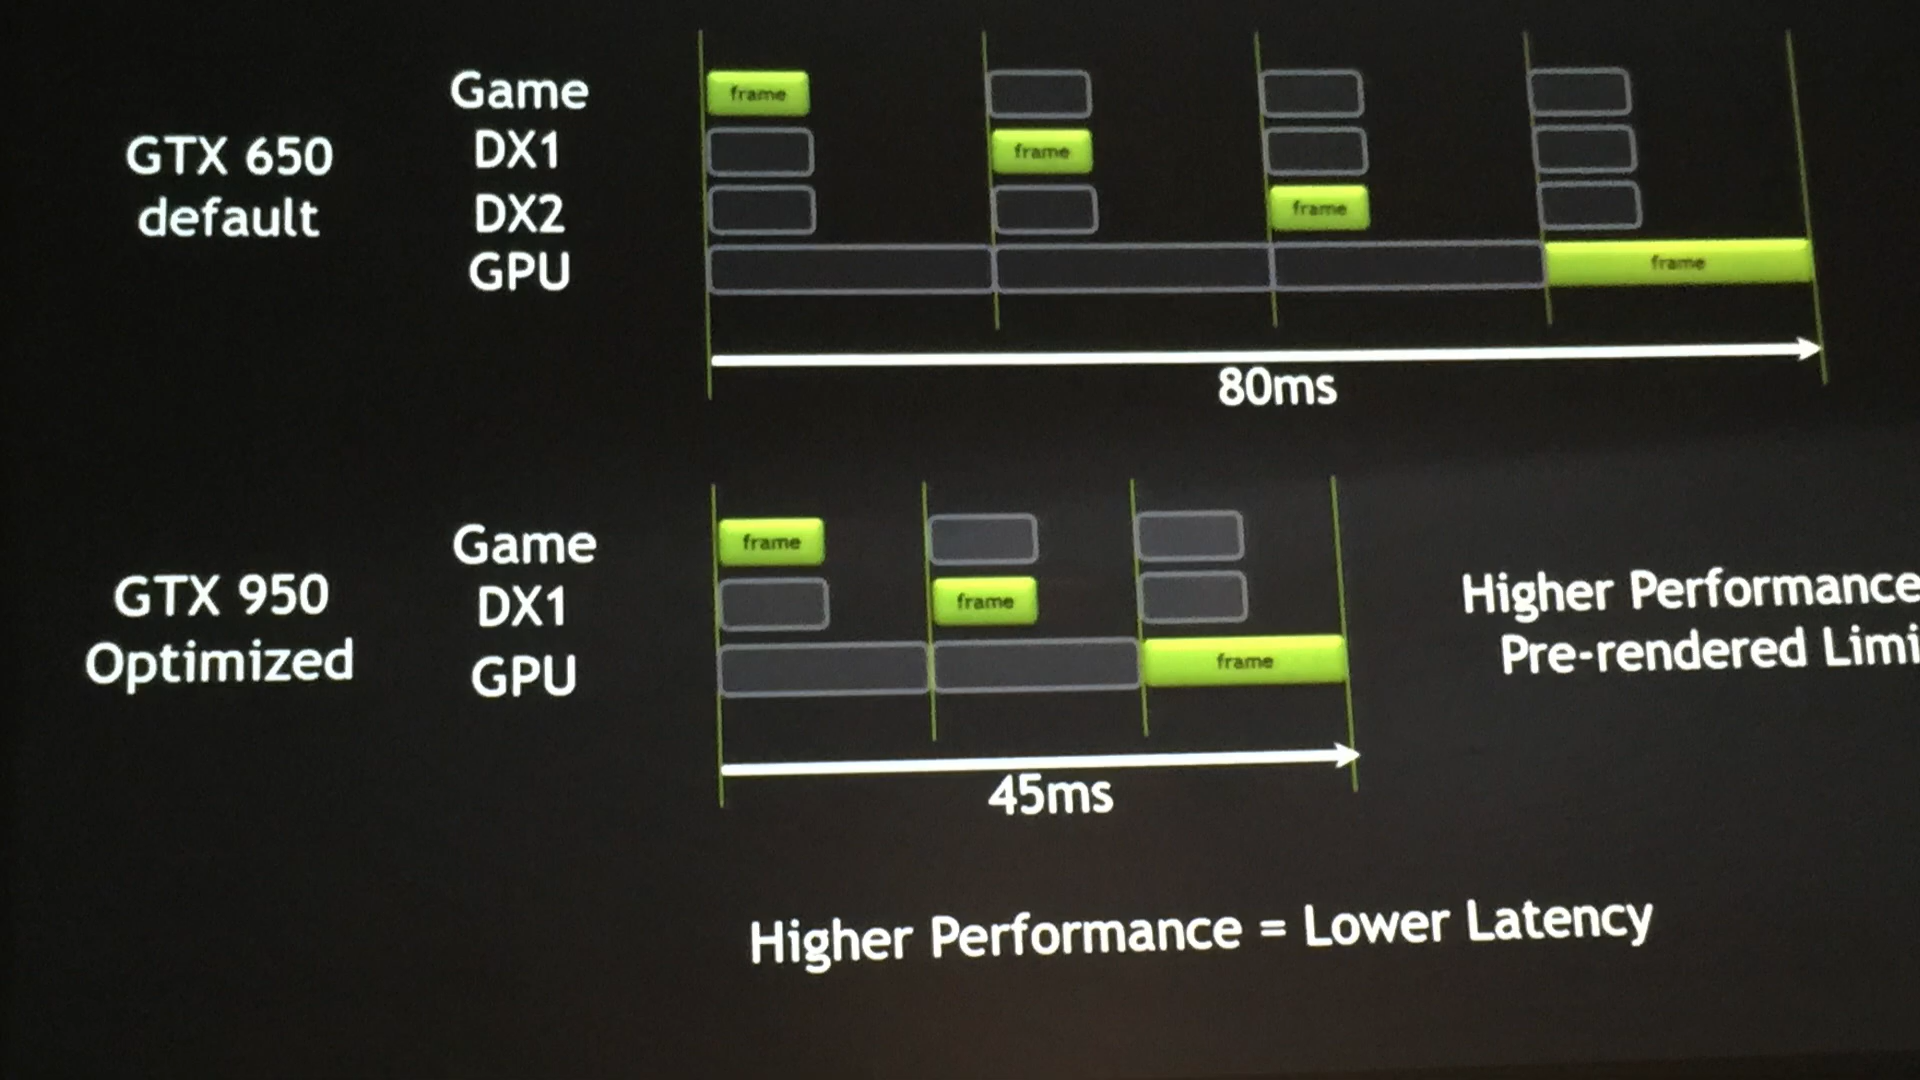 GTX 650
default
Game
DX1
DX2
GPU
frame
frame
frame
frame
80ms
GTX 950
Optimized
Game
DX1
GPU
frame
frame
frame
45ms
Higher Performance
Pre-rendered Limi
Higher Performance = Lower Latency